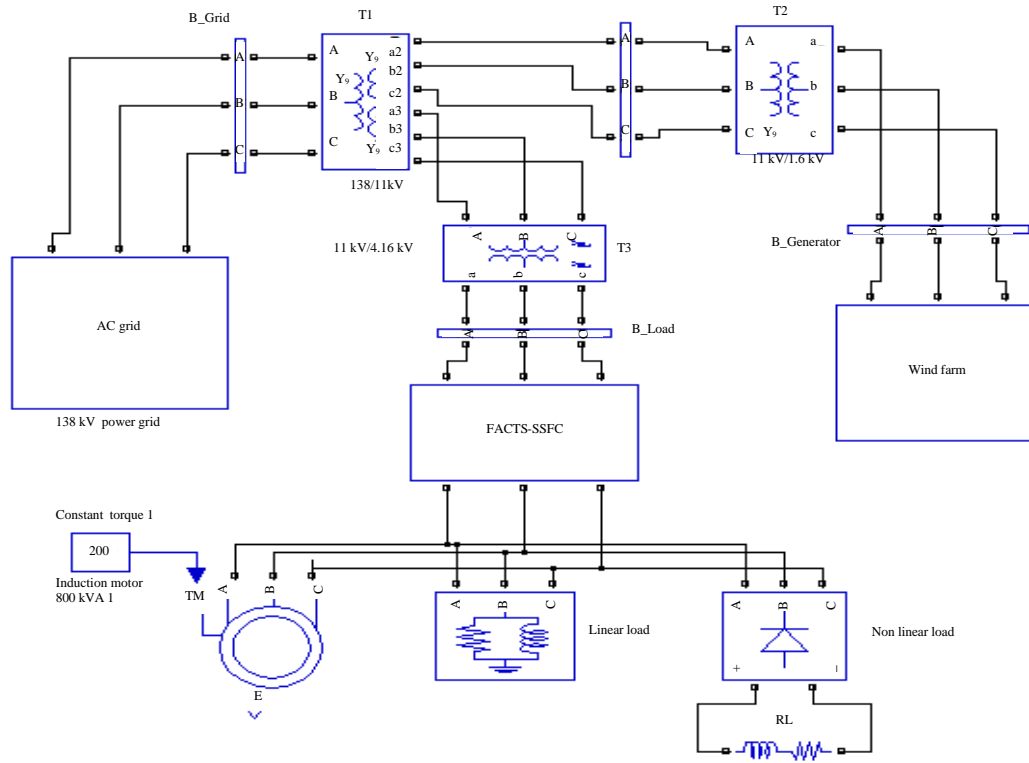 B_Grid
T1
T2
A
B
C
A
B
C
Y9
Y9
Y9
a2
b2
c2
a3
b3
c3
138/11kV
A
B
C
A
B
C
Y9
a
b
c
11 kV/1.6 kV
11 kV/4.16 kV
A
B
C
a
b
c
T3
B_Generator
A
B
C
AC grid
138 kV power grid
Wind farm
A
B
C
B_Load
FACTS-SSFC
Constant torque 1
200
Induction motor
800 kVA 1
TM
A
B
C
E
A
B
C
Linear load
A
B
C
+
–
Non linear load
RL